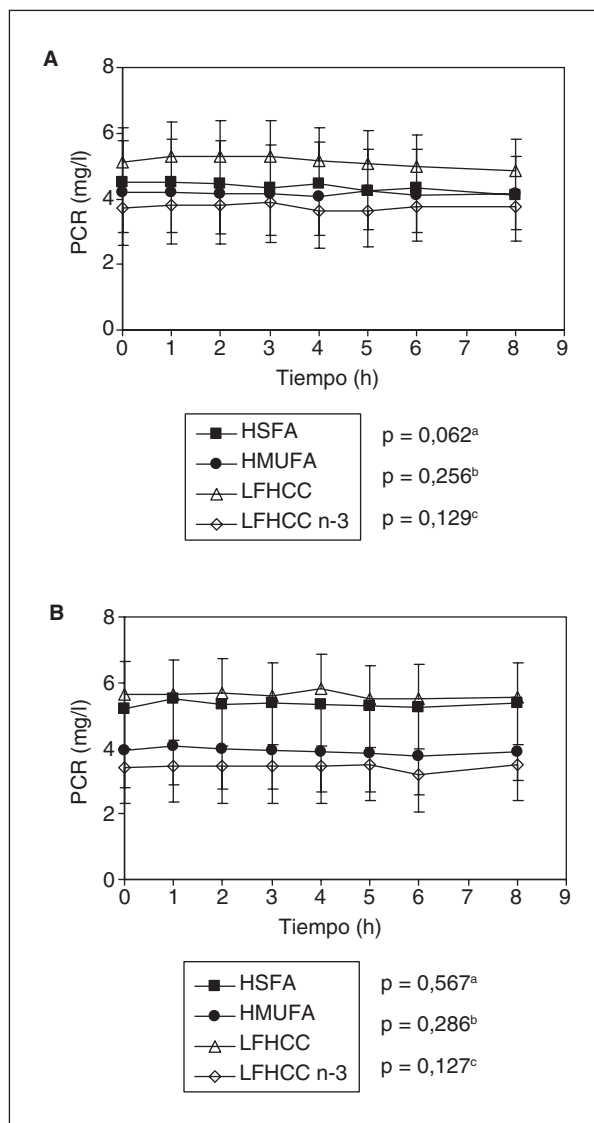 A
8
6
4
2
0
PCR (mg/l)
0 1 2 3 4 5 6 7 8 9
Tiempo (h)
HSFA
HMUFA
LFHCC
LFHCC n-3
p = 0,062ᵃ
p = 0,256ᵇ
p = 0,129ᶜ
B
8
6
4
2
0
PCR (mg/l)
0 1 2 3 4 5 6 7 8 9
Tiempo (h)
HSFA
HMUFA
LFHCC
LFHCC n-3
p = 0,567ᵃ
p = 0,286ᵇ
p = 0,127ᶜ